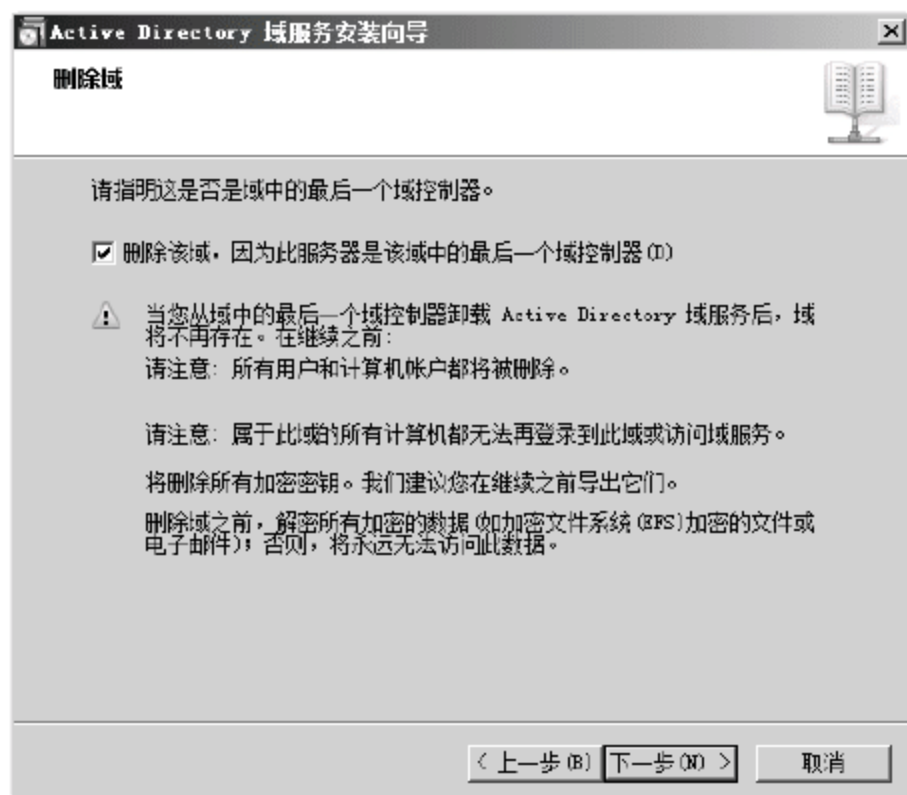 Active Directory 域服务安装向导
删除域
请指明这是否是域中的最后一个域控制器。
删除该域，因为此服务器是该域中的最后一个域控制器(D)
当您从域中的最后一个域控制器卸载 Active Directory 域服务后，域
将不再存在。在继续之前：
请注意：所有用户和计算机帐户都将被删除。
请注意：属于此域的所有计算机都无法再登录到此域或访问域服务。
将删除所有加密密钥。我们建议您在继续之前导出它们。
删除域之前，解密所有加密的数据(如加密文件系统(EFS)加密的文件或
电子邮件)；否则，将永远无法访问此数据。
< 上一步(B) 下一步(N) > 取消